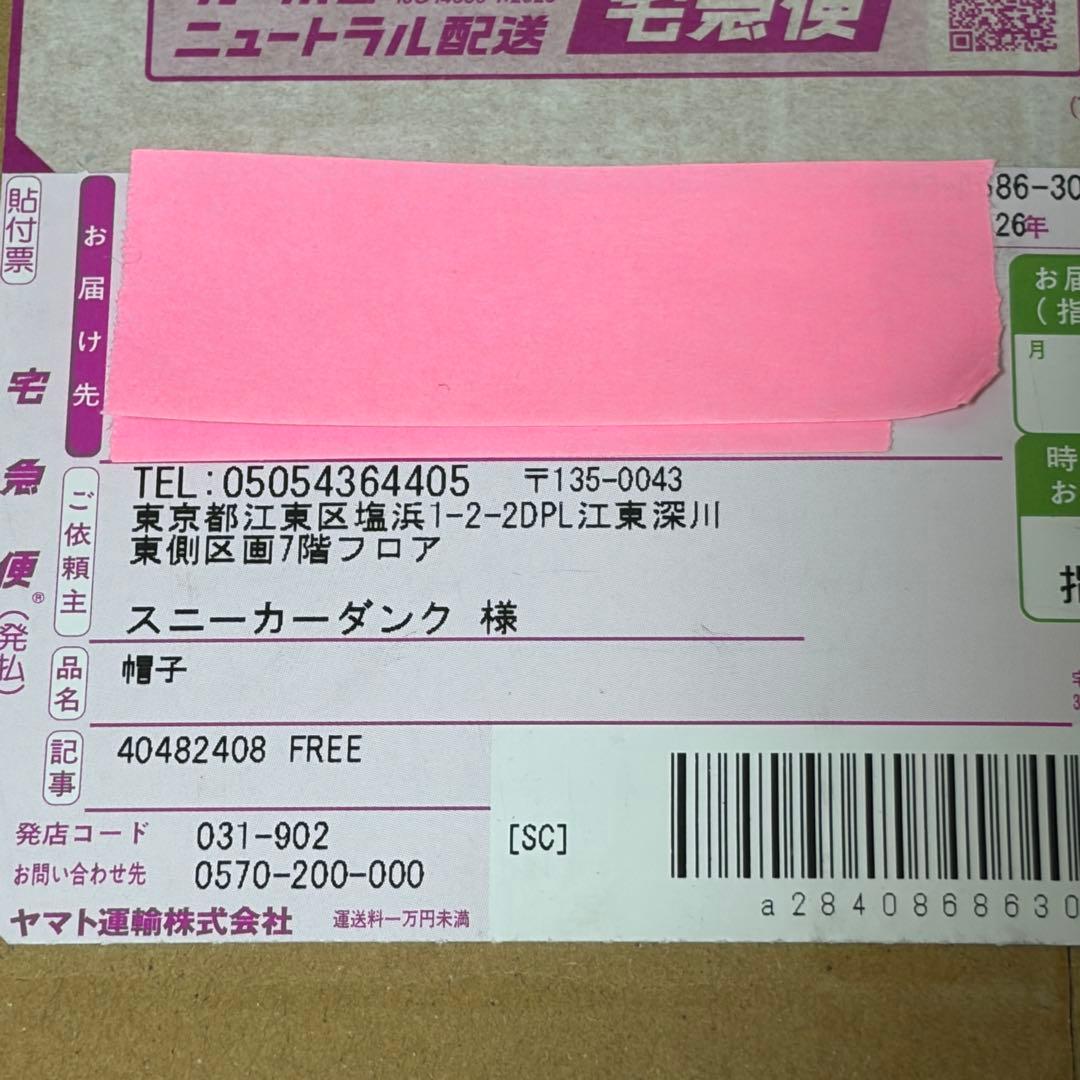 ニュートラル配送
宅急便
貼付票
お届け先
86-30
26年
お届
(指
月
宅急便®(発払)
ご依頼主
TEL:05054364405 〒135-0043
東京都江東区塩浜1-2-2DPL江東深川
東側区画7階フロア
スニーカーダンク 様
時
お
指
品名
帽子
記事
40482408 FREE
発店コード 031-902
お問い合わせ先 0570-200-000
ヤマト運輸株式会社 運送料一万円未満
[SC]
a2840868630